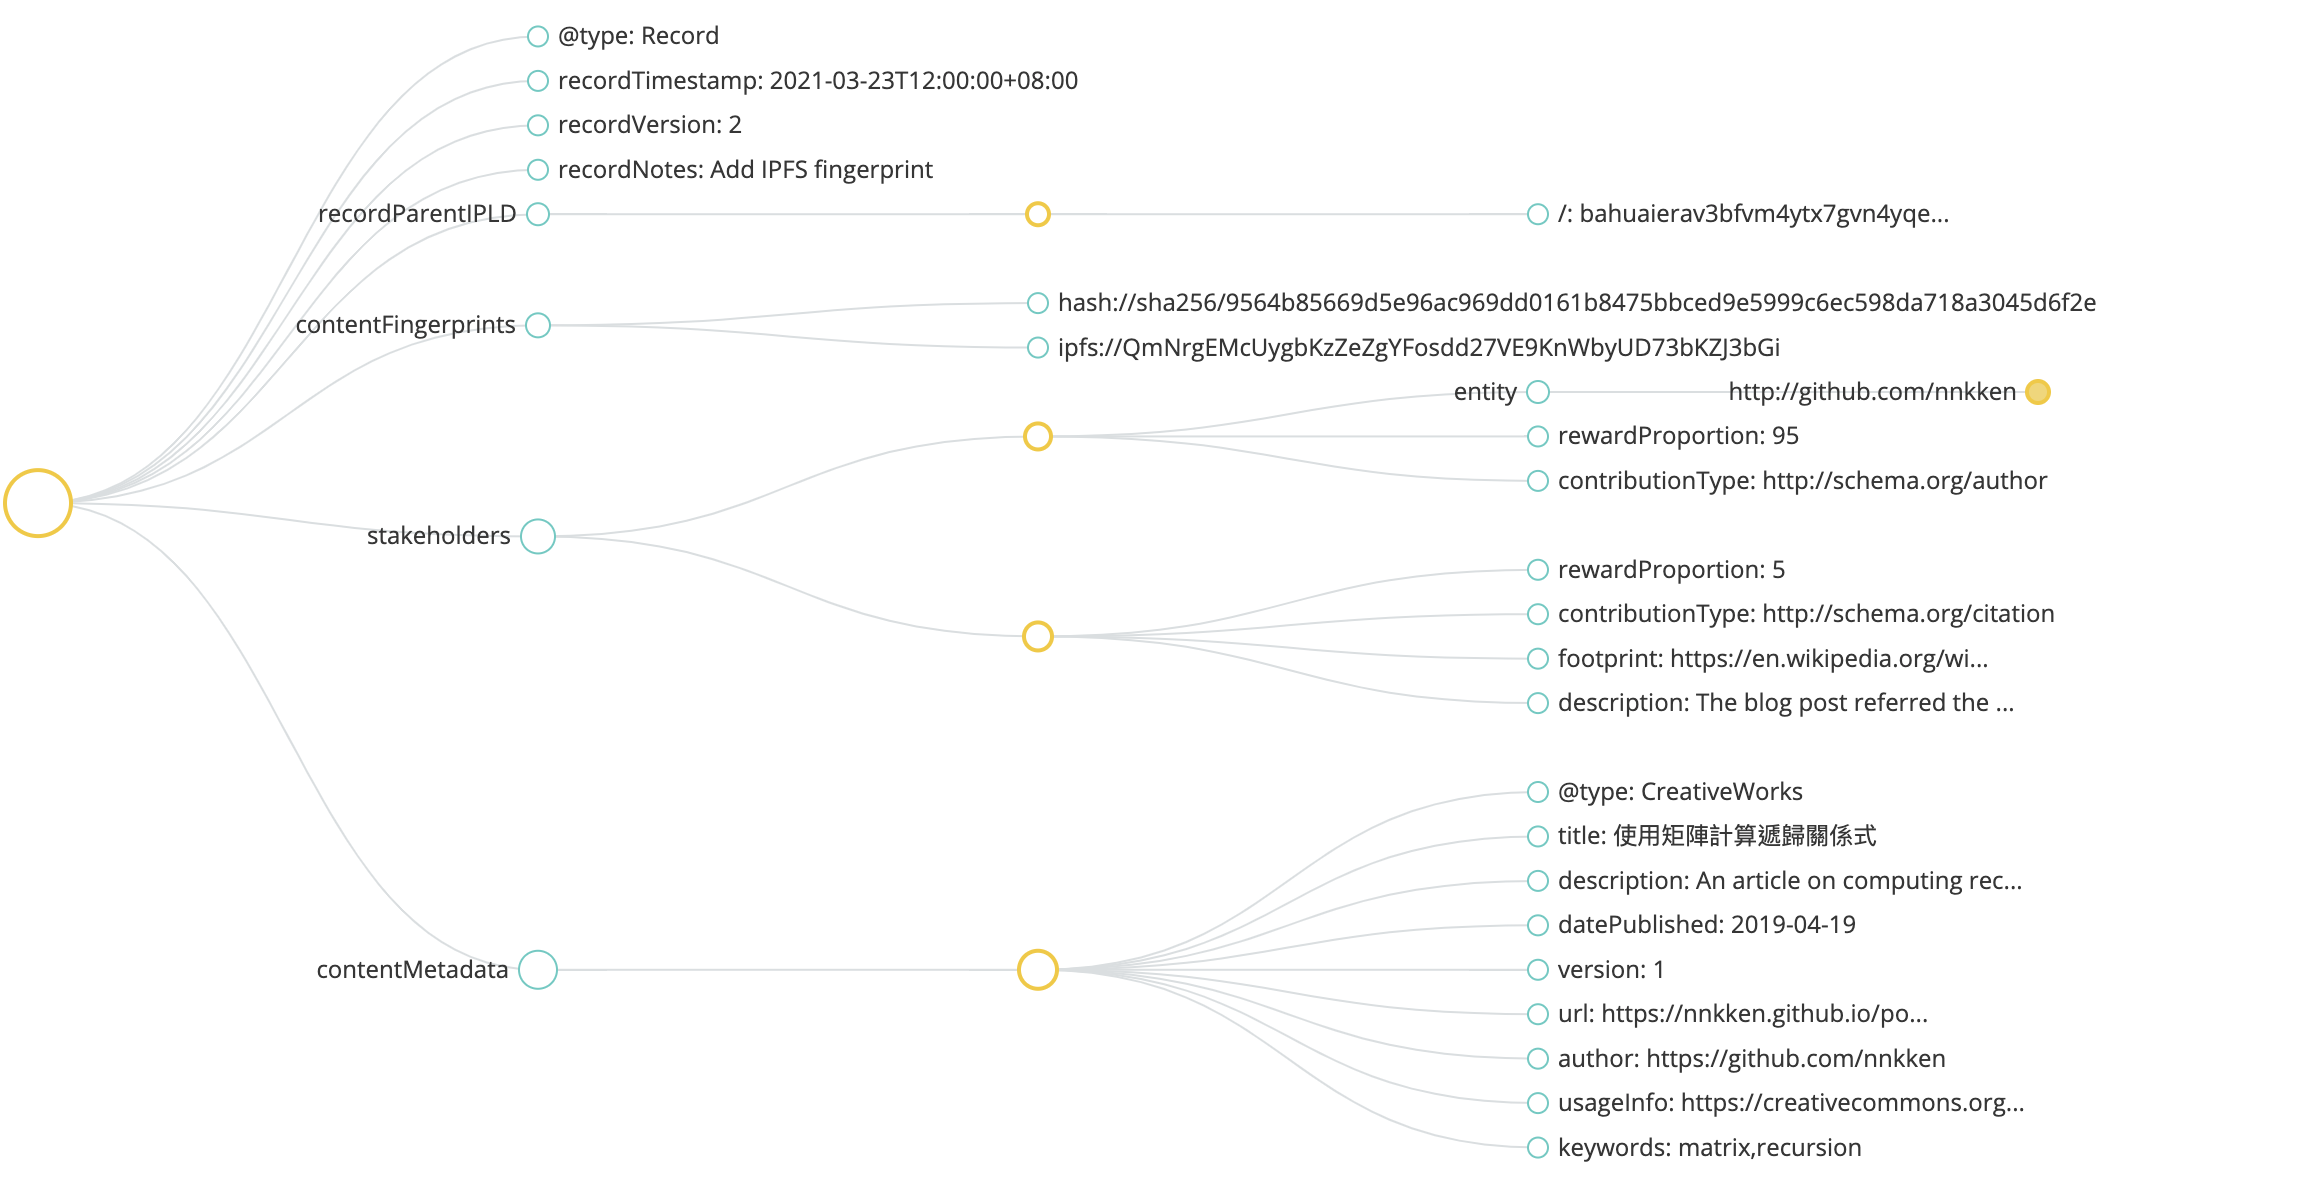 @type: Record
recordTimestamp: 2021-03-23T12:00:00+08:00
recordVersion: 2
recordNotes: Add IPFS fingerprint
recordParentIPLD
/: bahuaierav3bfvm4ytx7gvn4yqe...
contentFingerprints
hash://sha256/9564b85669d5e96ac969dd0161b8475bbced9e5999c6ec598da718a3045d6f2e
ipfs://QmNrgEMcUygbKzZeZgYFosdd27VE9KnWbyUD73bKZJ3bGi
entity
http://github.com/nnkken
rewardProportion: 95
contributionType: http://schema.org/author
stakeholders
rewardProportion: 5
contributionType: http://schema.org/citation
footprint: https://en.wikipedia.org/wi...
description: The blog post referred the ...
@type: CreativeWorks
title: 使用矩陣計算遞歸關係式
description: An article on computing rec...
datePublished: 2019-04-19
contentMetadata
version: 1
url: https://nnkken.github.io/po...
author: https://github.com/nnkken
usageInfo: https://creativecommons.org...
keywords: matrix,recursion